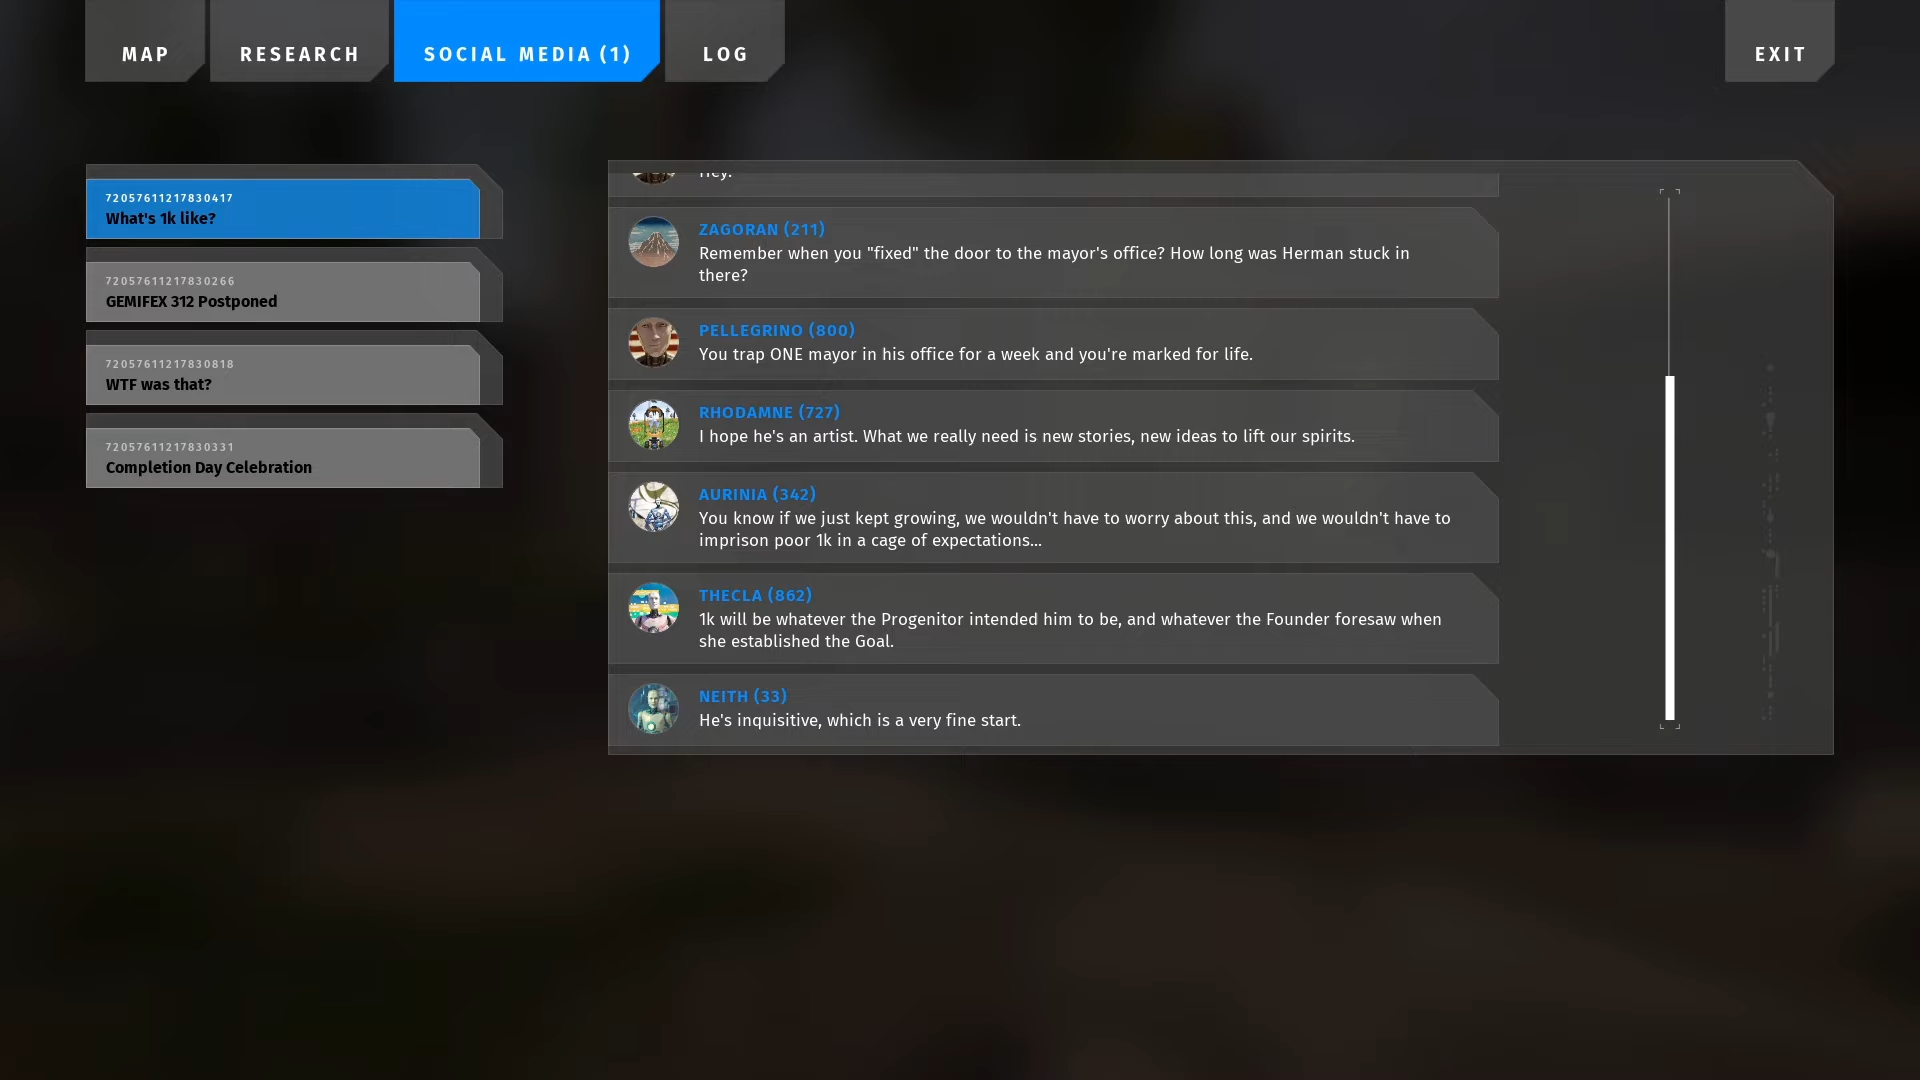 MAP
RESEARCH
SOCIAL MEDIA (1)
LOG
EXIT
72057611217830417
What's 1k like?
72057611217830266
GEMIFEX 312 Postponed
72057611217830818
WTF was that?
72057611217830331
Completion Day Celebration
Hey.
ZAGORAN (211)
Remember when you "fixed" the door to the mayor's office? How long was Herman stuck in
there?
PELLEGRINO (800)
You trap ONE mayor in his office for a week and you're marked for life.
RHODAMNE (727)
I hope he's an artist. What we really need is new stories, new ideas to lift our spirits.
AURINIA (342)
You know if we just kept growing, we wouldn't have to worry about this, and we wouldn't have to
imprison poor 1k in a cage of expectations...
THECLA (862)
1k will be whatever the Progenitor intended him to be, and whatever the Founder foresaw when
she established the Goal.
NEITH (33)
He's inquisitive, which is a very fine start.